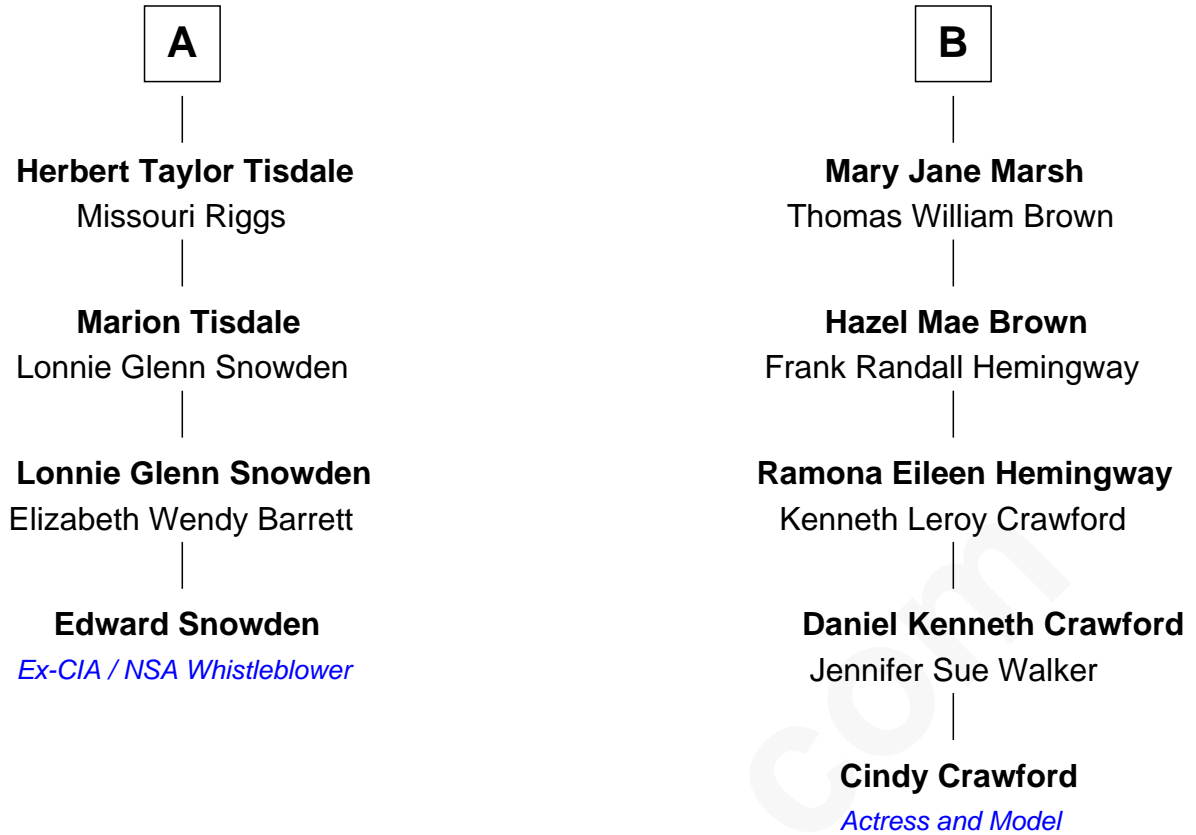 A
Herbert Taylor Tisdale
Missouri Riggs
Marion Tisdale
Lonnie Glenn Snowden
Lonnie Glenn Snowden
Elizabeth Wendy Barrett
Edward Snowden
Ex-CIA / NSA Whistleblower
B
Mary Jane Marsh
Thomas William Brown
Hazel Mae Brown
Frank Randall Hemingway
Ramona Eileen Hemingway
Kenneth Leroy Crawford
Daniel Kenneth Crawford
Jennifer Sue Walker
Cindy Crawford
Actress and Model
com